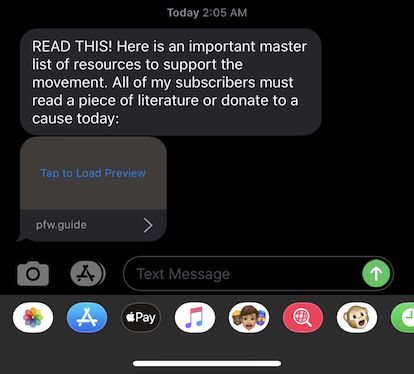 Today 2:05 AM
READ THIS! Here is an important master
list of resources to support the
movement. All of my subscribers must
read a piece of literature or donate to a
cause today:
Tap to Load Preview
pfw.guide
Text Message
Pay